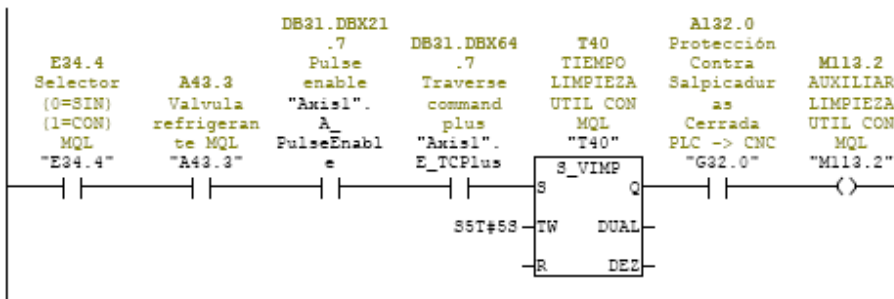 E34.4
Selector
(0=SIN)
(1=CON)
MQL
"E34.4"
A43.3
Valvula
refrigeran
te MQL
"A43.3"
DB31.DBX21
.7
Pulse
enable
"Axis1".
A_
PulseEnabl
e
DB31.DBX64
.7
Traverse
command
plus
"Axis1".
E_TCPlus
T40
TIEMPO
LIMPIEZA
UTIL CON
MQL
"T40"
A132.0
Protección
Contra
Salpicadur
as
Cerrada
PLC -> CNC
"G32.0"
M113.2
AUXILIAR
LIMPIEZA
UTIL CON
MQL
"M113.2"
S_VIMP
S Q
S5T#5S TW DUAL
R DEZ